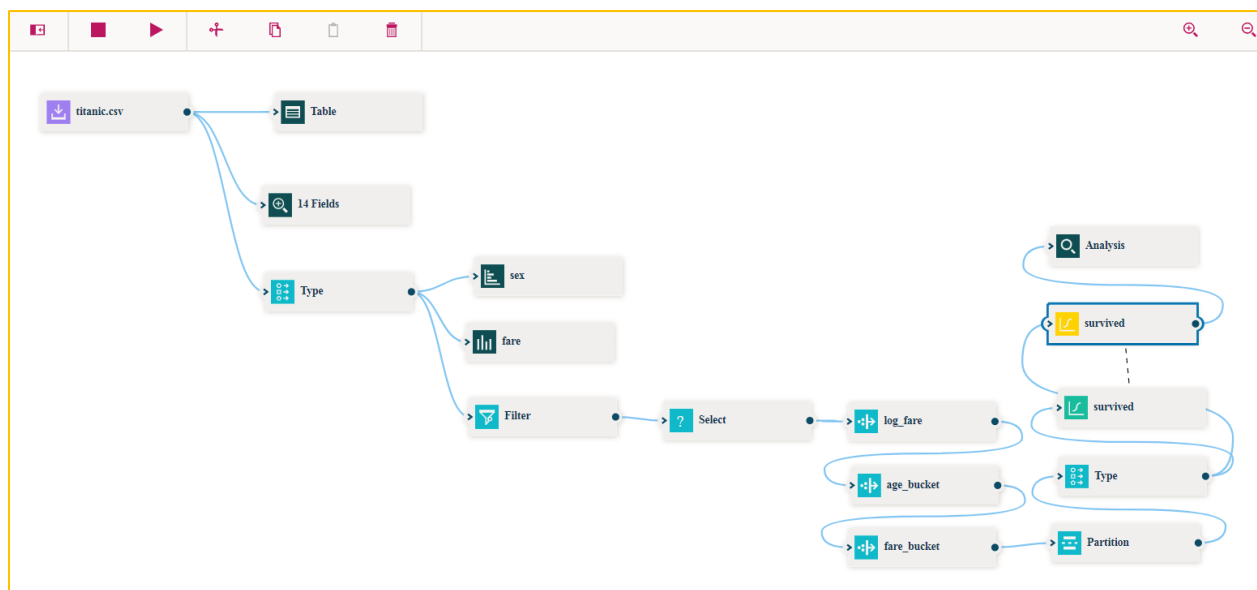 titanic.csv
Table
14 Fields
Type
sex
fare
Filter
Select
log_fare
age_bucket
fare_bucket
Analysis
survived
survived
Type
Partition